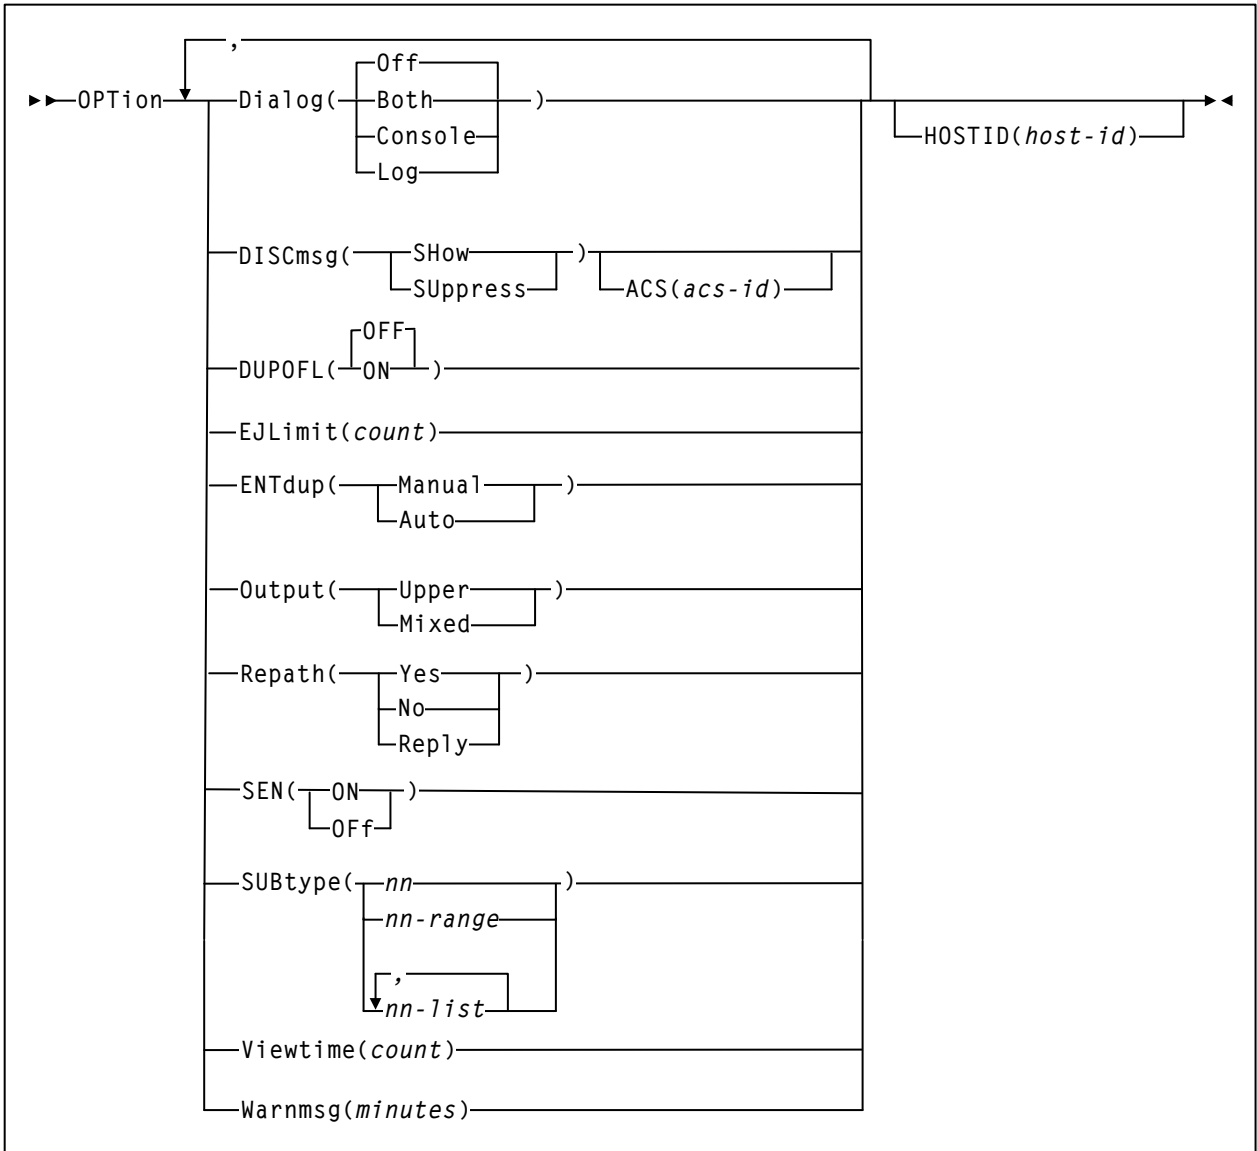 ,
Off
OPTion Dialog( Both )
Console HOSTID(host-id)
Log
DISCmsg( SHow )
SUppress ACS(acs-id)
OFF
DUPOFL( ON )
EJLimit(count)
ENTdup( Manual )
Auto
Output( Upper )
Mixed
Repath( Yes )
No
Reply
SEN( ON )
OFf
SUBtype( nn )
nn-range
,
nn-list
Viewtime(count)
Warnmsg(minutes)